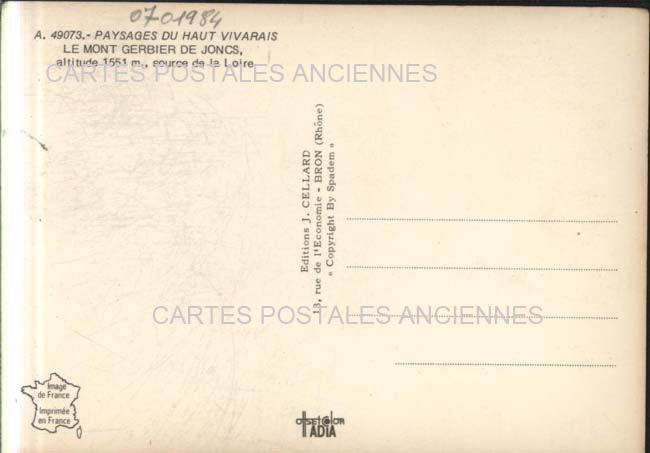 07-01984
A. 49073.- PAYSAGES DU HAUT VIVARAIS
LE MONT GERBIER DE JONCS,
altitude 1551 m., source de la Loire
CARTES POSTALES ANCIENNES
Editions J. CELLARD
13, rue de l'Economie - BRON (Rhône)
« Copyright By Spadem »
CARTES POSTALES ANCIENNES
Image
de France
Imprimée
en France
OFFSETCOLOR
IADIA